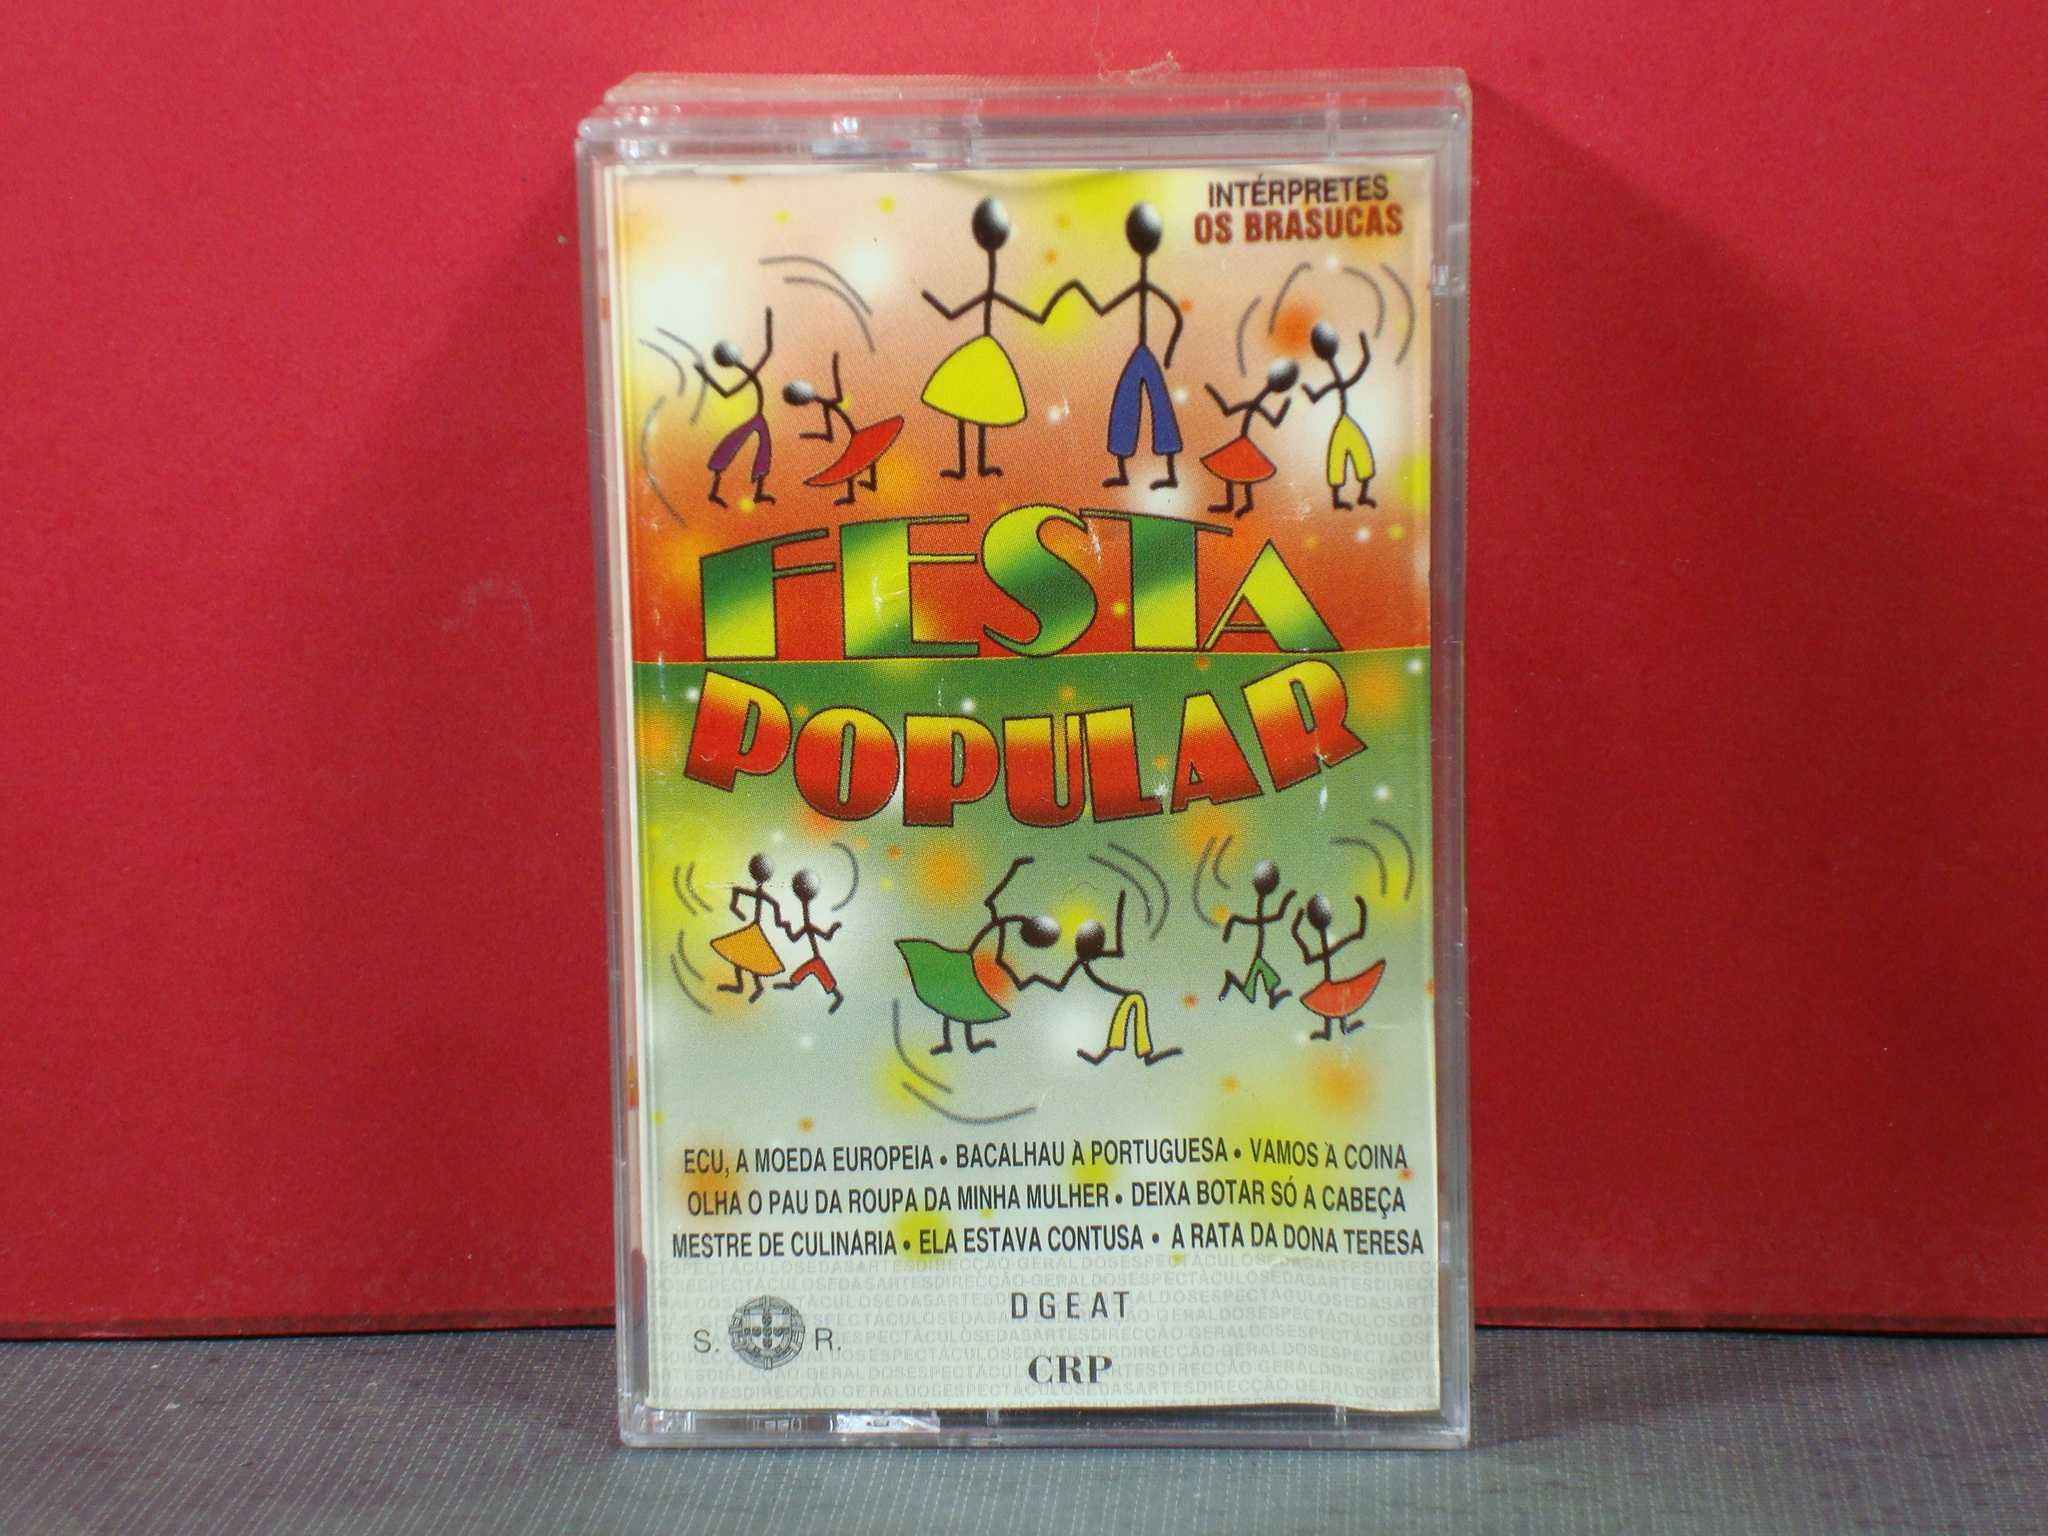 INTÉRPRETES
OS BRASUCAS
FESTA
POPULAR
ECU, A MOEDA EUROPEIA • BACALHAU À PORTUGUESA • VAMOS À COINA
OLHA O PAU DA ROUPA DA MINHA MULHER • DEIXA BOTAR SÓ A CABEÇA
MESTRE DE CULINÁRIA • ELA ESTAVA CONTUSA • A RATA DA DONA TERESA
DGEAT
S. R.
CRP